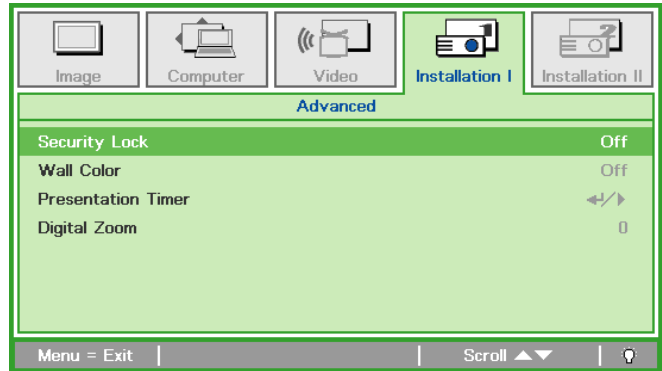 Image Computer Video Installation I Installation II
Advanced
Security Lock Off
Wall Color Off
Presentation Timer ↵/▶
Digital Zoom 0
Menu = Exit Scroll ▲▼